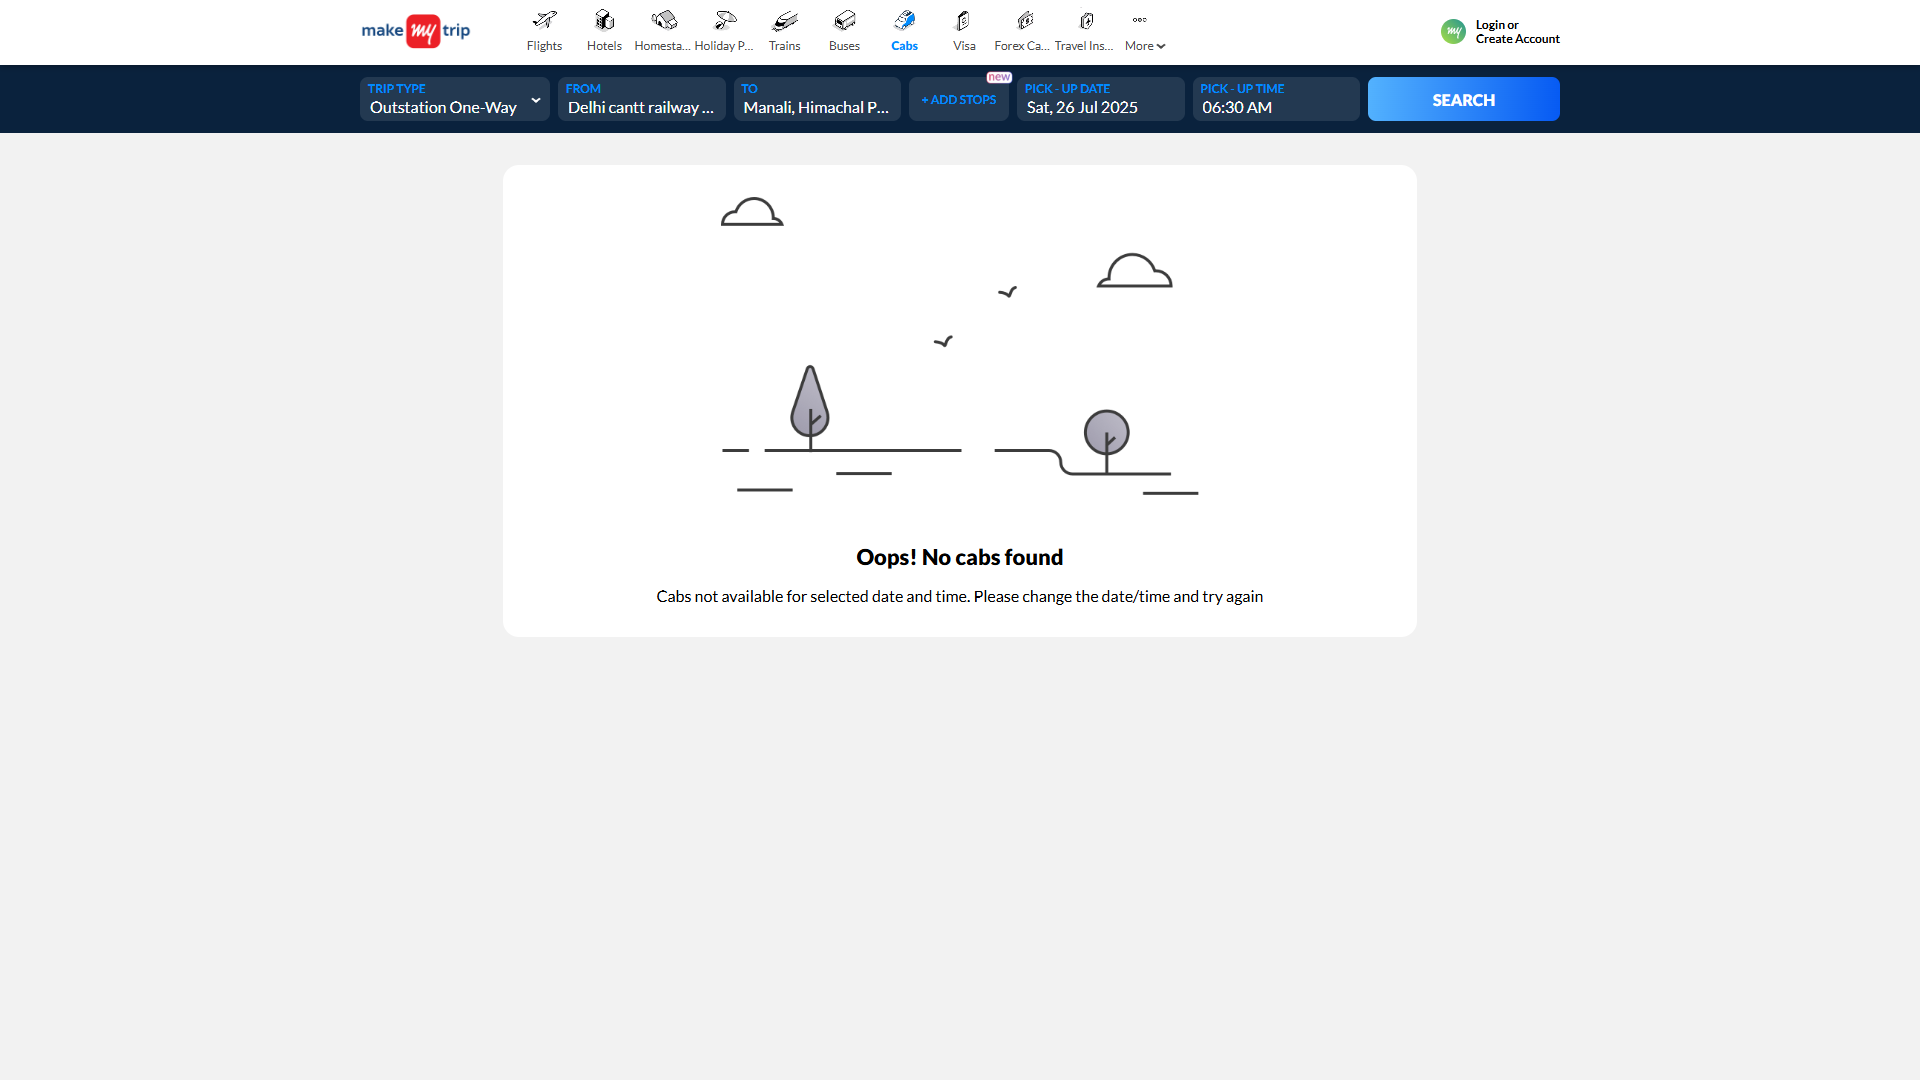 make my trip
Flights
Hotels
Homesta...
Holiday P...
Trains
Buses
Cabs
Visa
Forex Ca...
Travel Ins...
More
my
Login or
Create Account
TRIP TYPE
Outstation One-Way
FROM
Delhi cantt railway ...
TO
Manali, Himachal P...
new
+ ADD STOPS
PICK - UP DATE
Sat, 26 Jul 2025
PICK - UP TIME
06:30 AM
SEARCH
Oops! No cabs found
Cabs not available for selected date and time. Please change the date/time and try again